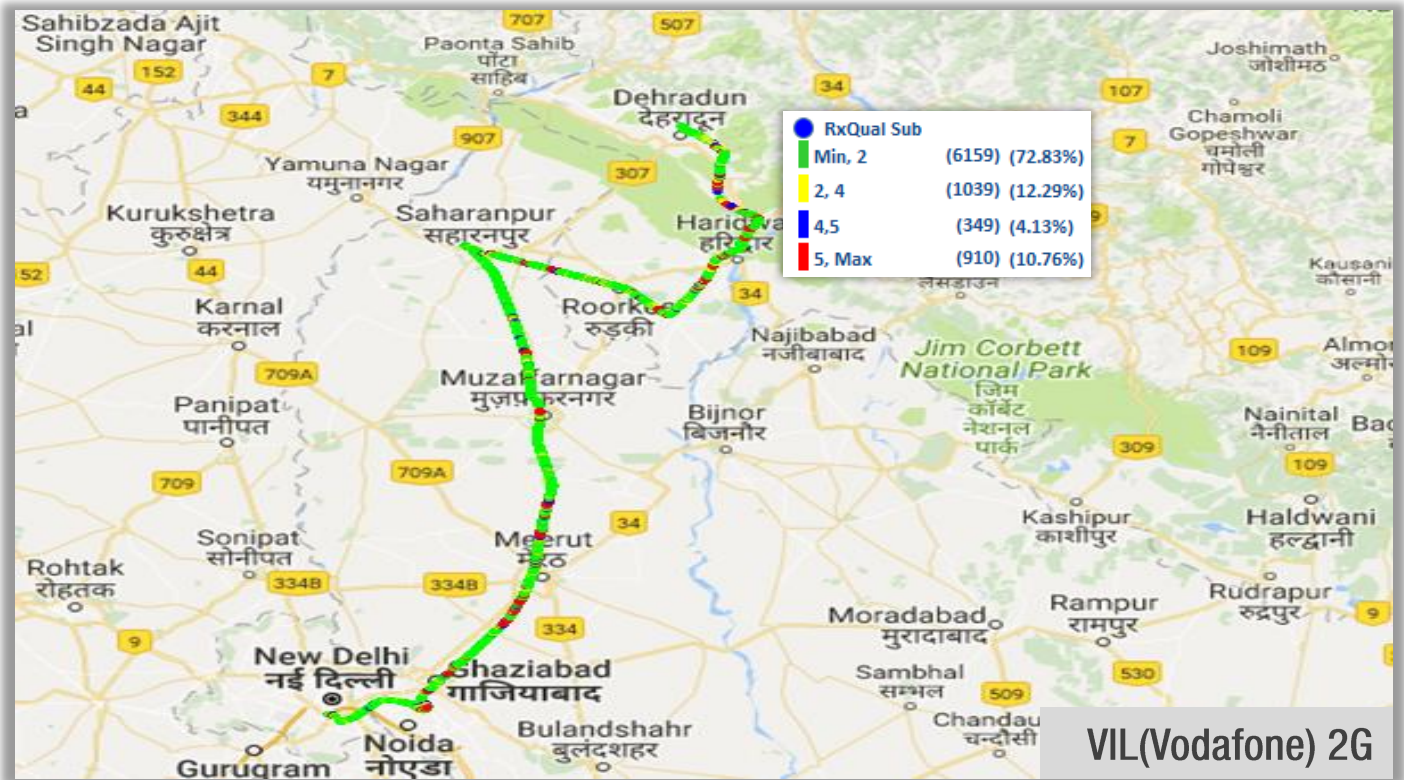 Sahibzada Ajit
Singh Nagar
707
507
Paonta Sahib
पोंटा
साहिब
Joshimath
जोशीमठ
152
7
44
34
107
344
Dehradun
देहरादून
Chamoli
Gopeshwar
चमोली
गोपेश्वर
7
907
RxQual Sub
Min, 2 (6159) (72.83%)
2, 4 (1039) (12.29%)
4,5 (349) (4.13%)
5, Max (910) (10.76%)
Yamuna Nagar
यमुनानगर
307
Kurukshetra
कुरुक्षेत्र
Saharanpur
सहारनपुर
52
44
34
Kausani
कौसानी
Karnal
करनाल
रुड़की
Najibabad
नजीबाबाद
Jim Corbett
National Park
जिम
कॉर्बेट
नेशनल
पार्क
109
709A
Panipat
पानीपत
Bijnor
बिजनौर
Nainital
नैनीताल
309
109
709
709A
34
Kashipur
काशीपुर
Haldwani
हल्द्वानी
Sonipat
सोनीपत
Rohtak
रोहतक
334B
334B
Moradabad
मुरादाबाद
Rampur
रामपुर
Rudrapur
रुद्रपुर
9
9
334
New Delhi
नई दिल्ली
Ghaziabad
गाजियाबाद
Sambhal
सम्भल
509
530
Noida
नोएडा
Bulandshahr
बुलंदशहर
चन्दौसी
Gurugram
VIL(Vodafone) 2G